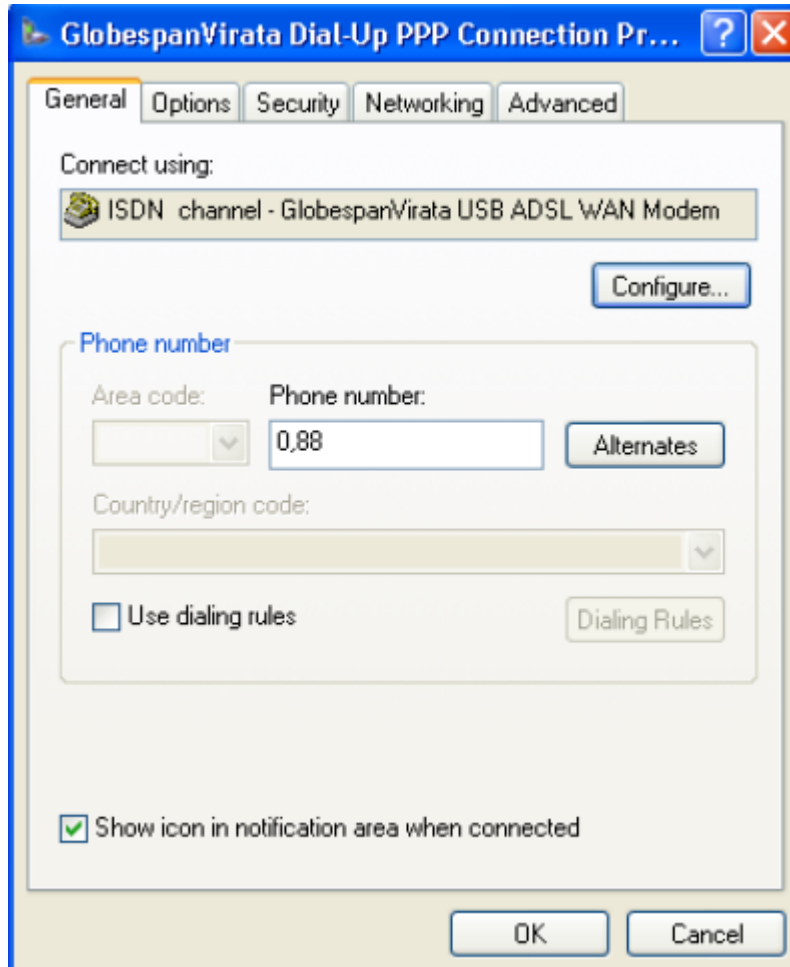 GlobespanVirata Dial-Up PPP Connection Pr...
General Options Security Networking Advanced
Connect using:
ISDN channel - GlobespanVirata USB ADSL WAN Modem
Configure...
Phone number
Area code: Phone number:
0,88 Alternates
Country/region code:
Use dialing rules Dialing Rules
Show icon in notification area when connected
OK Cancel